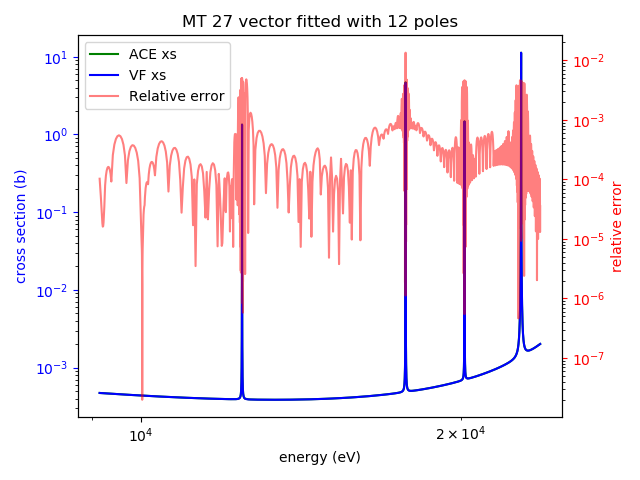 MT 27 vector fitted with 12 poles
ACE xs
VF xs
Relative error
10^1
10^0
10^-1
10^-2
10^-3
cross section (b)
10^-2
10^-3
10^-4
10^-5
10^-6
10^-7
relative error
10^4
2 × 10^4
energy (eV)